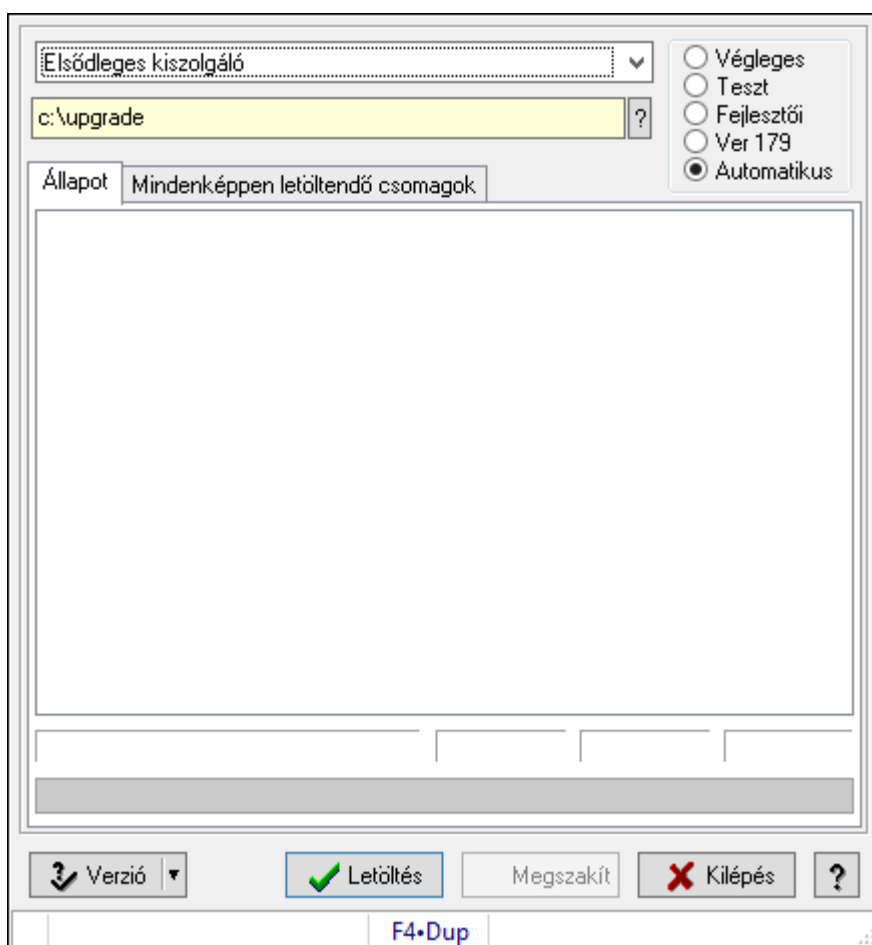 Elsődleges kiszolgáló
c:\upgrade
?
Végleges
Teszt
Fejlesztői
Ver 179
Automatikus
Állapot
Mindenképpen letöltendő csomagok
Verzió
Letöltés
Megszakít
Kilépés
?
F4•Dup